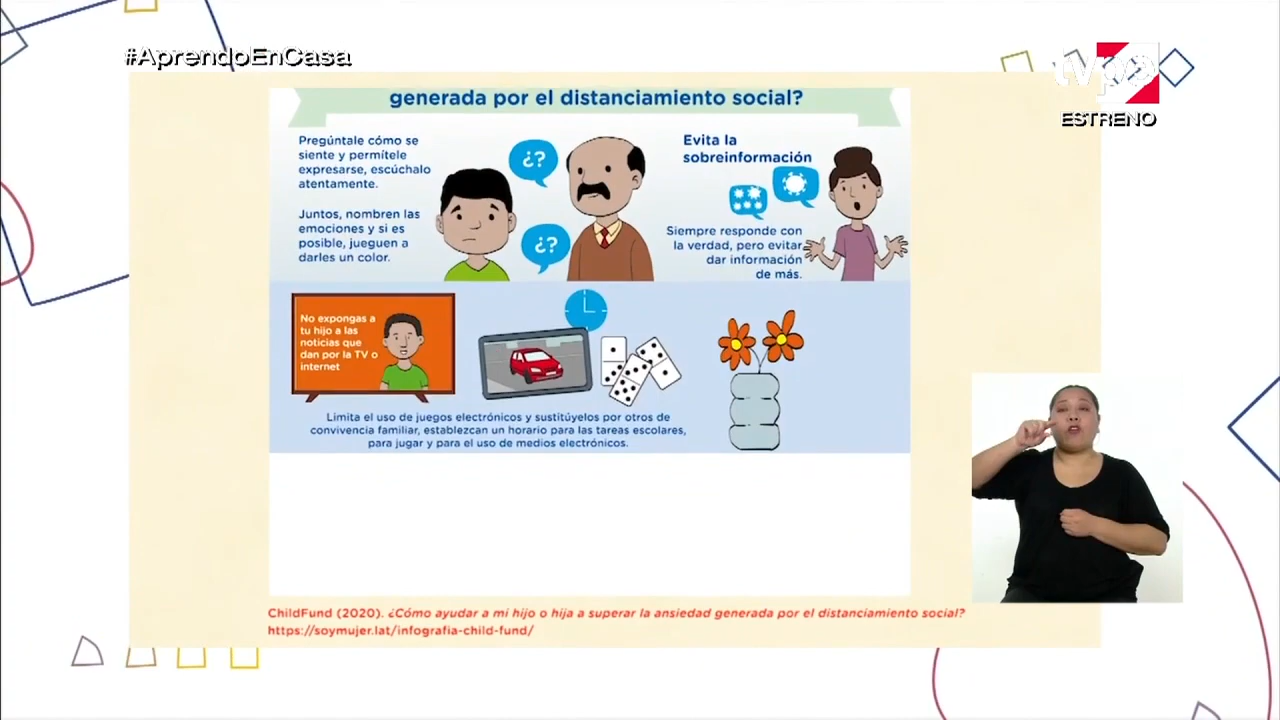 #AprendoEnCasa
tvpe
ESTRENO
generada por el distanciamiento social?
Pregúntale cómo se
siente y permítele
expresarse, escúchalo
atentamente.
Juntos, nombren las
emociones y si es
posible, jueguen a
darles un color.
¿?
¿?
Evita la
sobreinformación
Siempre responde con
la verdad, pero evitar
dar información
de más.
No expongas a
tu hijo a las
noticias que
dan por la TV o
internet
Limita el uso de juegos electrónicos y sustitúyelos por otros de
convivencia familiar, establezcan un horario para las tareas escolares,
para jugar y para el uso de medios electrónicos.
ChildFund (2020). ¿Cómo ayudar a mi hijo o hija a superar la ansiedad generada por el distanciamiento social?
https://soymujer.lat/infografia-child-fund/